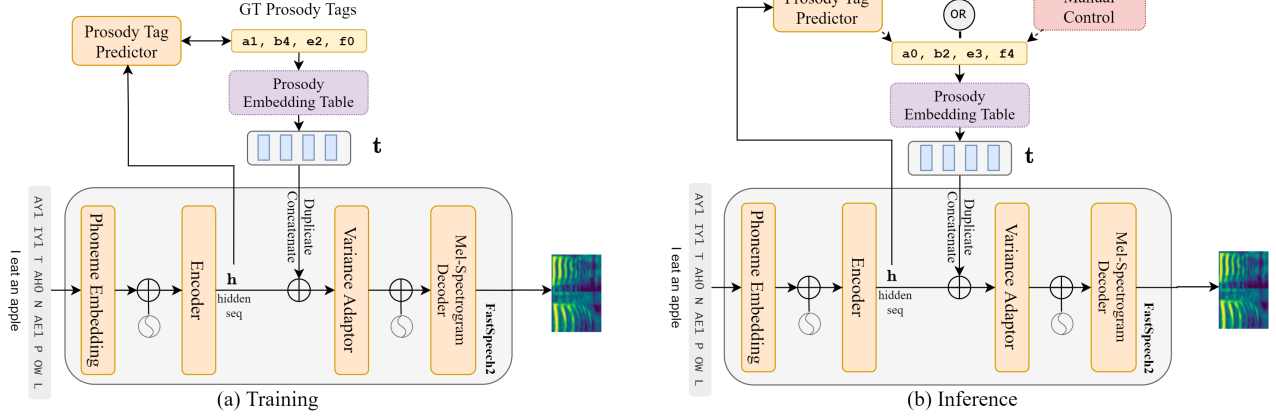 GT Prosody Tags
Prosody Tag
Predictor
a1, b4, e2, f0
Prosody
Embedding Table
t
Duplicate
Concatenate
I eat an apple
AY1 IY1 T AH0 N AE1 P OW L
Phoneme Embedding
Encoder
h
hidden
seq
Variance Adaptor
Mel-Spectrogram
Decoder
FastSpeech2
(a) Training
Prosody Tag
Predictor
OR
Manual
Control
a0, b2, e3, f4
Prosody
Embedding Table
t
Duplicate
Concatenate
I eat an apple
AY1 IY1 T AH0 N AE1 P OW L
Phoneme Embedding
Encoder
h
hidden
seq
Variance Adaptor
Mel-Spectrogram
Decoder
FastSpeech2
(b) Inference